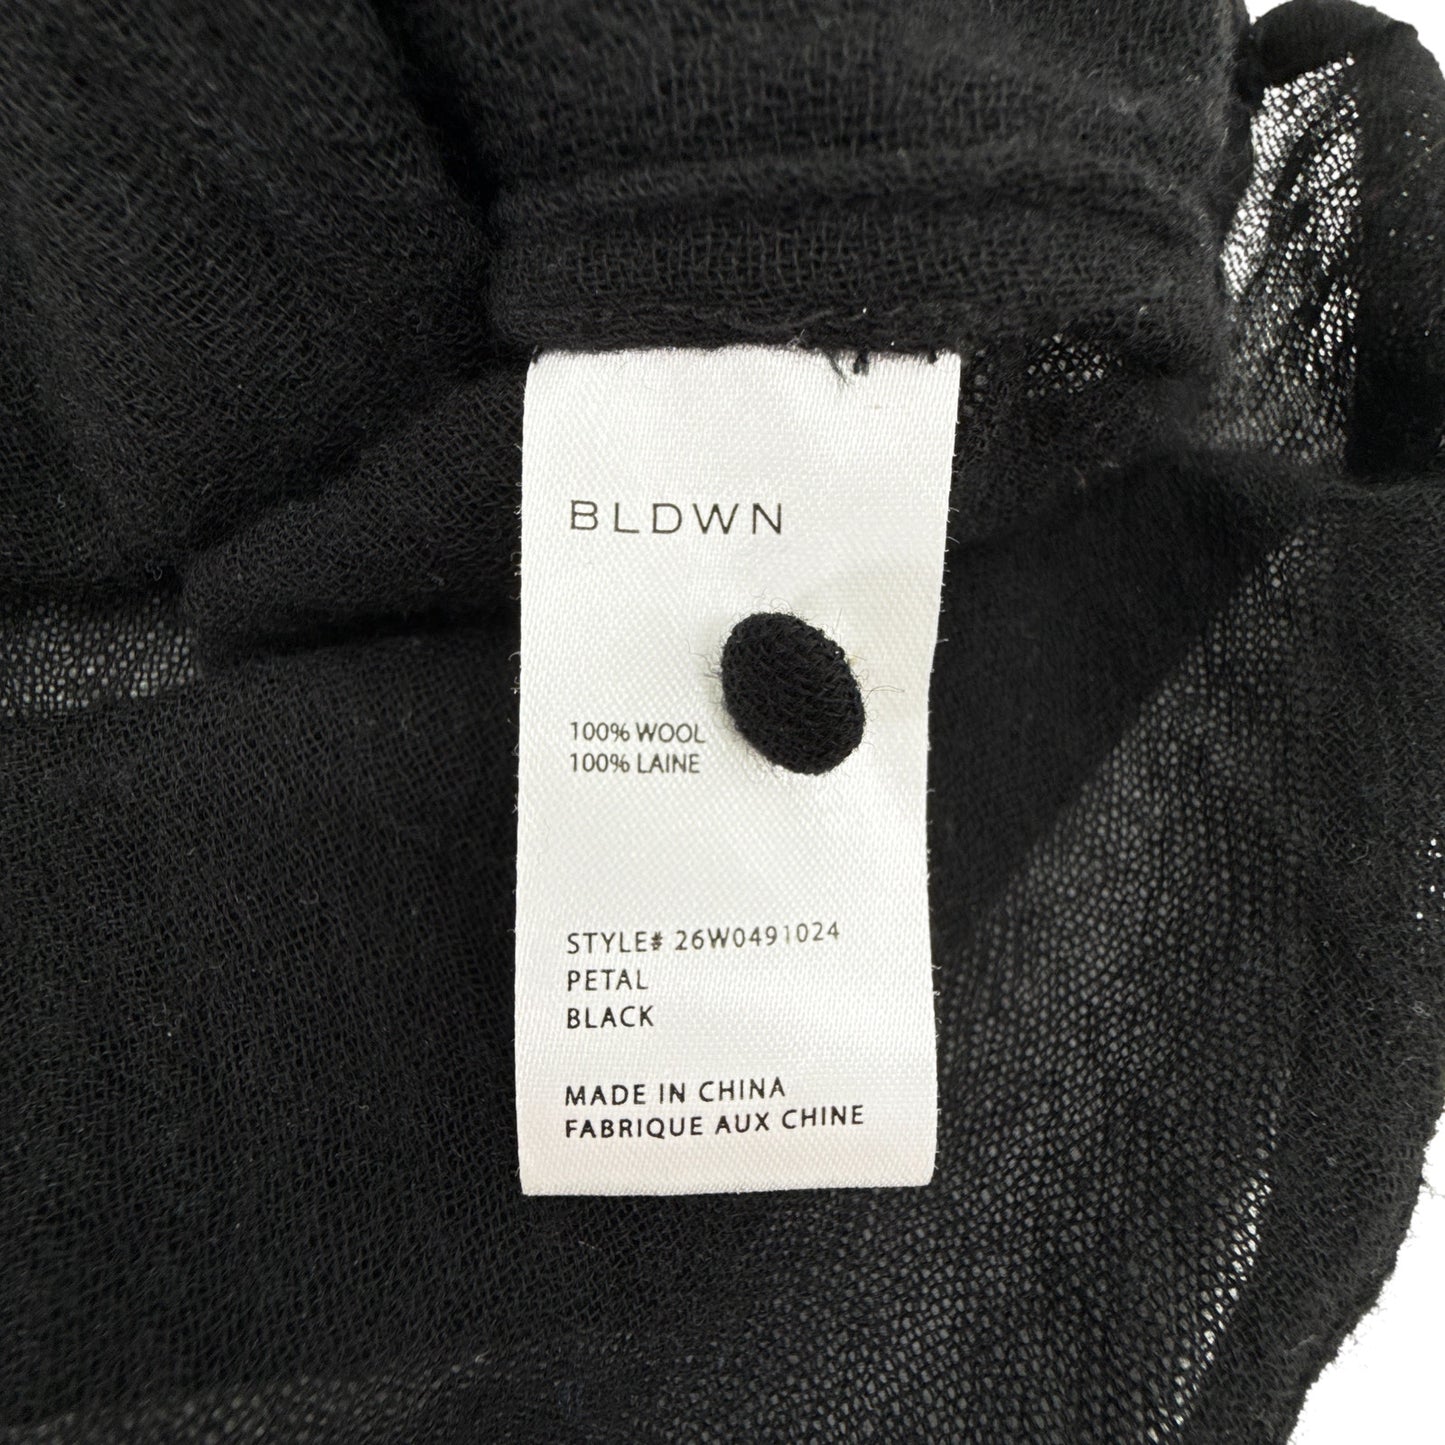 BLDWN
100% WOOL
100% LAINE
STYLE# 26W0491024
PETAL
BLACK
MADE IN CHINA
FABRIQUE AUX CHINE